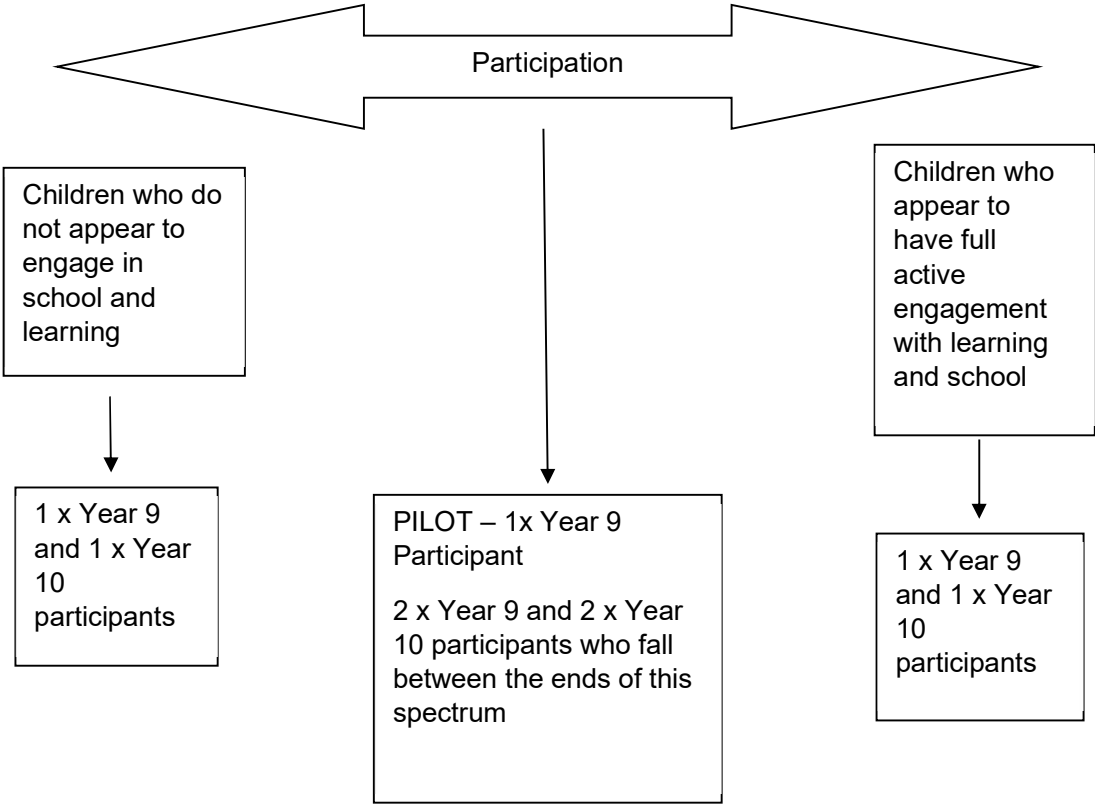 Participation
Children who do
not appear to
engage in
school and
learning
Children who
appear to
have full
active
engagement
with learning
and school
1 x Year 9
and 1 x Year
10
participants
PILOT – 1x Year 9
Participant
2 x Year 9 and 2 x Year
10 participants who fall
between the ends of this
spectrum
1 x Year 9
and 1 x Year
10
participants